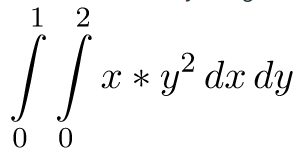 ∫₀¹ ∫₀² x * y² dx dy